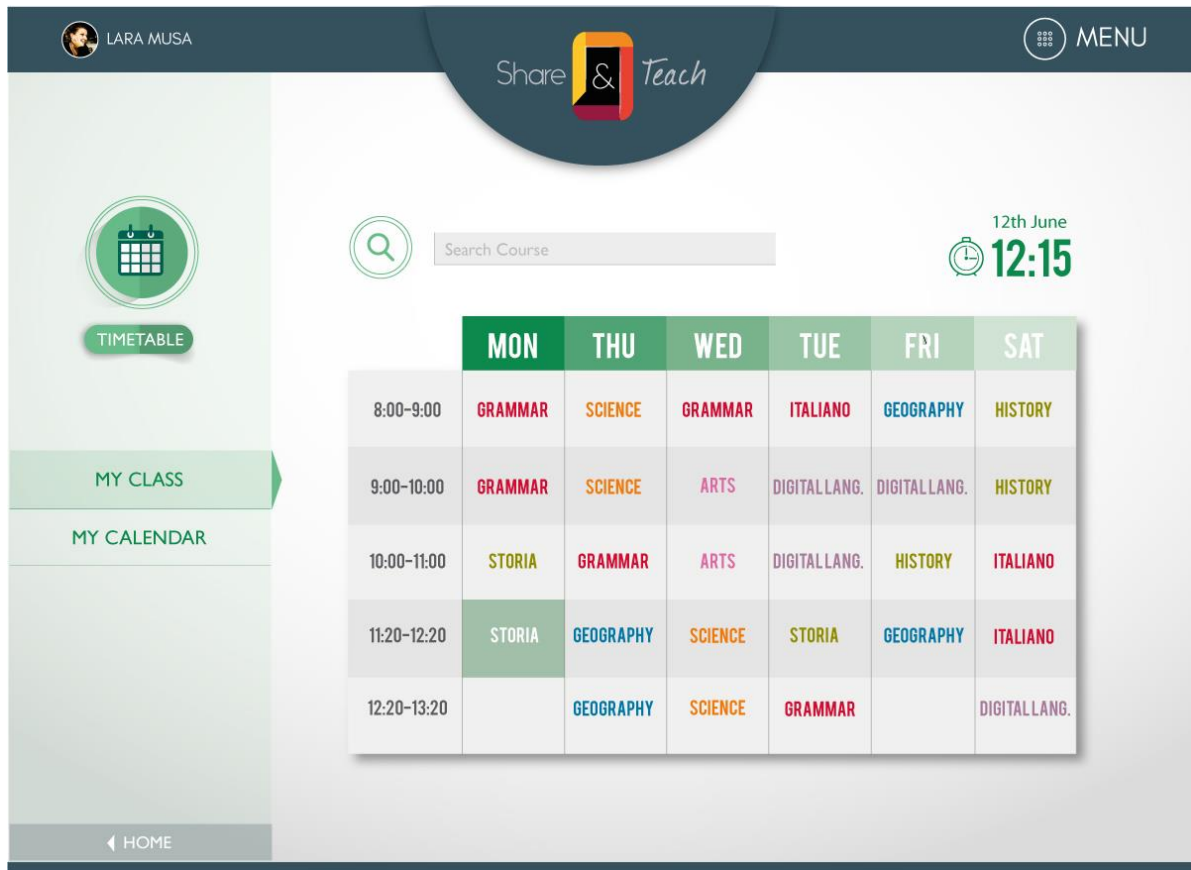 LARA MUSA
Share & Teach
MENU
12th June
Search Course
12:15
TIMETABLE
MON THU WED TUE FRI SAT
8:00-9:00 GRAMMAR SCIENCE GRAMMAR ITALIANO GEOGRAPHY HISTORY
9:00-10:00 GRAMMAR SCIENCE ARTS DIGITAL LANG. DIGITAL LANG. HISTORY
10:00-11:00 STORIA GRAMMAR ARTS DIGITAL LANG. HISTORY ITALIANO
11:20-12:20 STORIA GEOGRAPHY SCIENCE STORIA GEOGRAPHY ITALIANO
12:20-13:20 GEOGRAPHY SCIENCE GRAMMAR DIGITAL LANG.
MY CLASS
MY CALENDAR
HOME